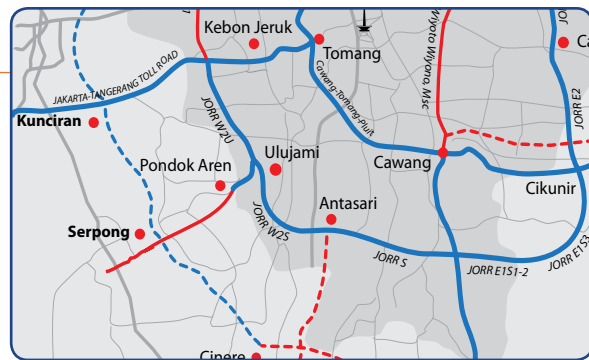 Kebon Jeruk
Tomang
Ca
JAKARTA-TANGERANG TOLL ROAD
Cawang-Tomang-Pluit
Wiyoto Wiyono Msc
JORR E2
Kunciran
JORR W2U
Ulujami
Pondok Aren
Cawang
Cikunir
Antasari
Serpong
JORR W2S
JORR S
JORR E1S1-2
JORR E1S3
Cinere